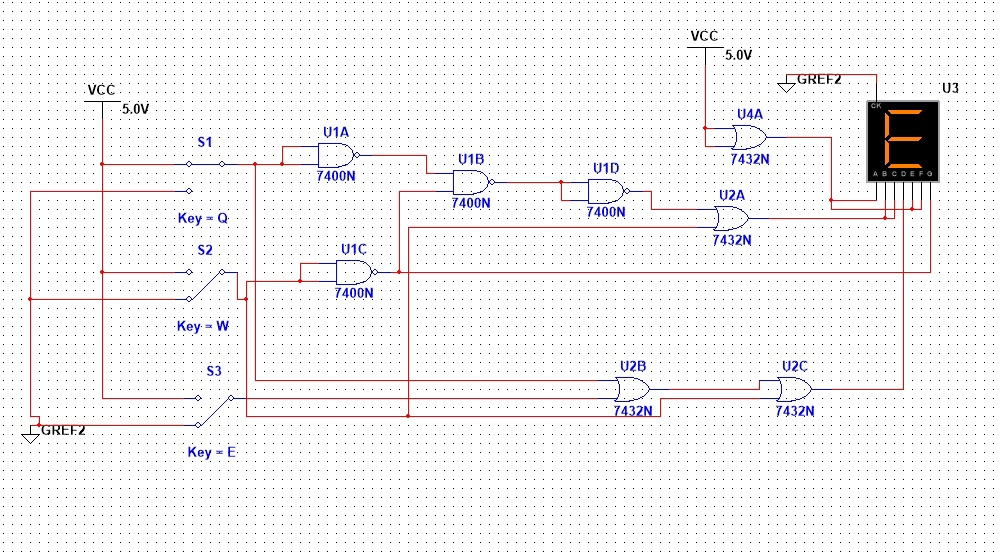 VCC
5.0V
GREF2
U3
CK
A B C D E F G
U4A
7432N
VCC
5.0V
S1
Key = Q
U1A
7400N
U1B
7400N
U1D
7400N
U2A
7432N
S2
Key = W
U1C
7400N
S3
Key = E
GREF2
U2B
7432N
U2C
7432N